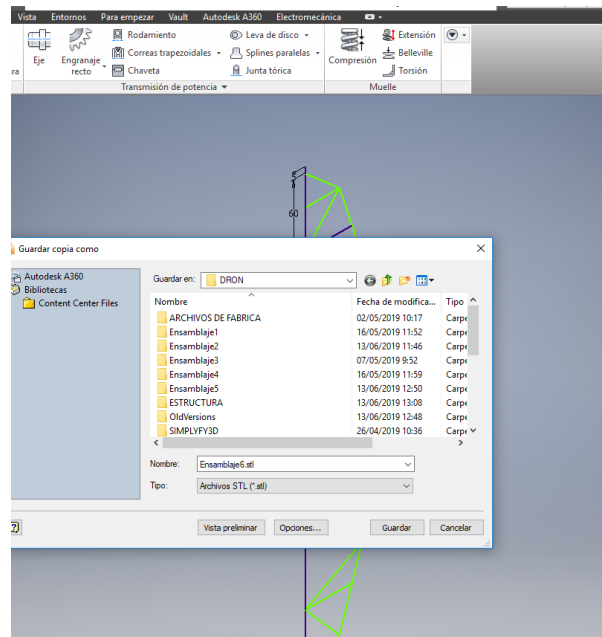 Vista Entornos Para empezar Vault Autodesk A360 Electromecánica
Rodamiento Leva de disco Extensión
Eje Engranaje recto Correas trapezoidales Splines paralelas Compresión Belleville
ra Chaveta Junta tórica Torsión
Transmisión de potencia Muelle
5
60
Guardar copia como
Autodesk A360
Bibliotecas
Content Center Files
Guardar en: DRON
Nombre Fecha de modifica... Tipo
ARCHIVOS DE FABRICA 02/05/2019 10:17 Carpe
Ensamblaje1 16/05/2019 11:52 Carpe
Ensamblaje2 13/06/2019 11:46 Carpe
Ensamblaje3 07/05/2019 9:52 Carpe
Ensamblaje4 16/05/2019 11:59 Carpe
Ensamblaje5 13/06/2019 12:50 Carpe
ESTRUCTURA 13/06/2019 13:08 Carpe
OldVersions 13/06/2019 12:48 Carpe
SIMPLYFY3D 26/04/2019 10:36 Carpe
Nombre: Ensamblaje6.stl
Tipo: Archivos STL (*.stl)
? Vista preliminar Opciones... Guardar Cancelar